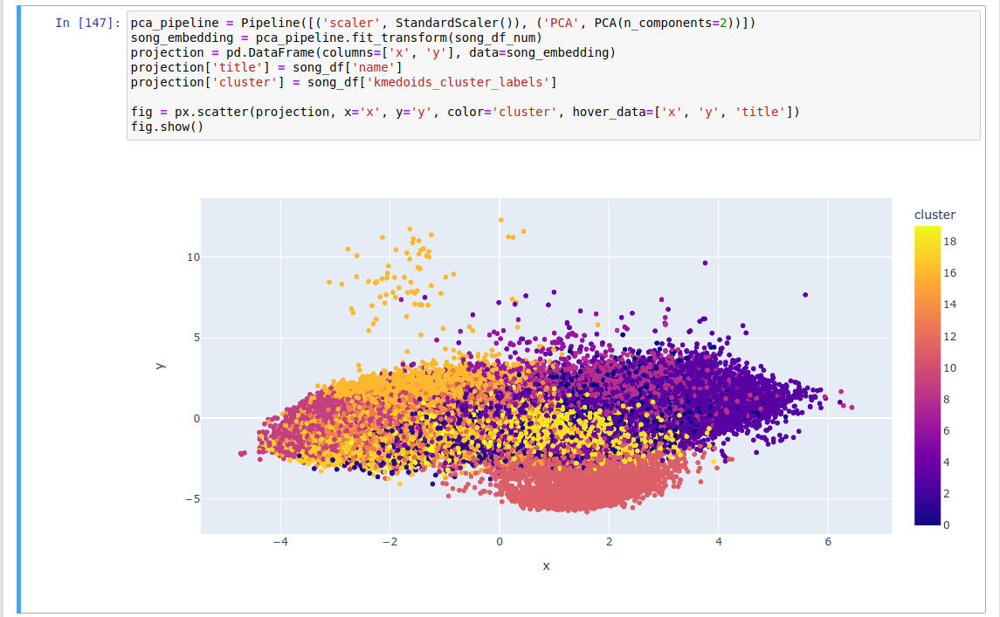 In [147]:
pca_pipeline = Pipeline([('scaler', StandardScaler()), ('PCA', PCA(n_components=2))])
song_embedding = pca_pipeline.fit_transform(song_df_num)
projection = pd.DataFrame(columns=['x', 'y'], data=song_embedding)
projection['title'] = song_df['name']
projection['cluster'] = song_df['kmedoids_cluster_labels']
fig = px.scatter(projection, x='x', y='y', color='cluster', hover_data=['x', 'y', 'title'])
fig.show()
cluster
18
16
14
12
10
8
6
4
2
0
y
10
5
0
−5
−4 −2 0 2 4 6
x